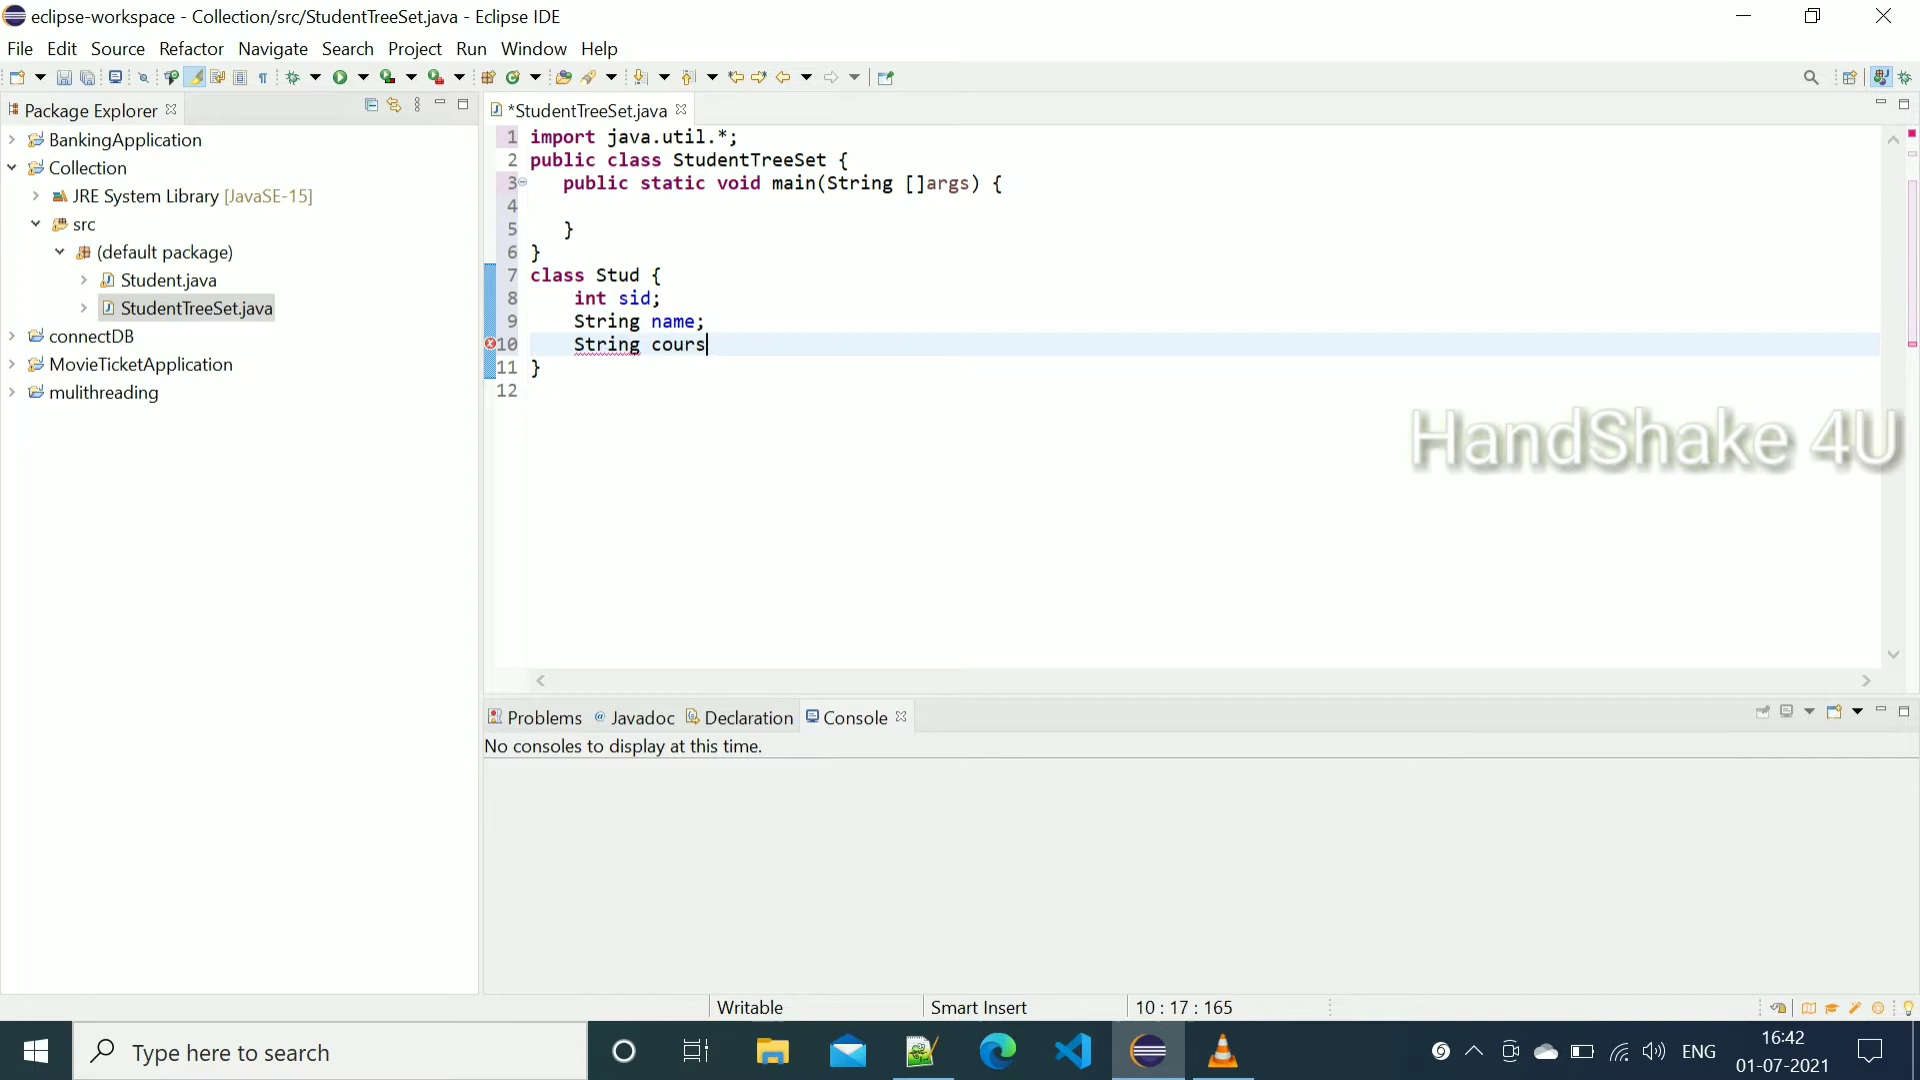 eclipse-workspace - Collection/src/StudentTreeSet.java - Eclipse IDE
File Edit Source Refactor Navigate Search Project Run Window Help
Package Explorer
BankingApplication
Collection
JRE System Library [JavaSE-15]
src
(default package)
Student.java
StudentTreeSet.java
connectDB
MovieTicketApplication
mulithreading
*StudentTreeSet.java
1 import java.util.*;
2 public class StudentTreeSet {
3 public static void main(String []args) {
4
5 }
6 }
7 class Stud {
8 int sid;
9 String name;
10 String cours
11 }
12
HandShake 4U
Problems @ Javadoc Declaration Console
No consoles to display at this time.
Writable Smart Insert 10 : 17 : 165
Type here to search
ENG
16:42
01-07-2021